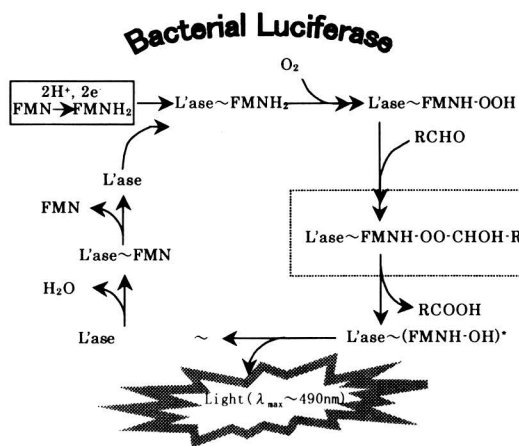 Bacterial Luciferase
O₂
2H⁺, 2e⁻
FMN→FMNH₂
L'ase~FMNH₂
L'ase~FMNH-OOH
RCHO
L'ase
FMN
L'ase~FMN
L'ase~FMNH-OO-CHOH-R
H₂O
RCOOH
L'ase ~
L'ase~(FMNH-OH)*
Light(λmax~490nm)